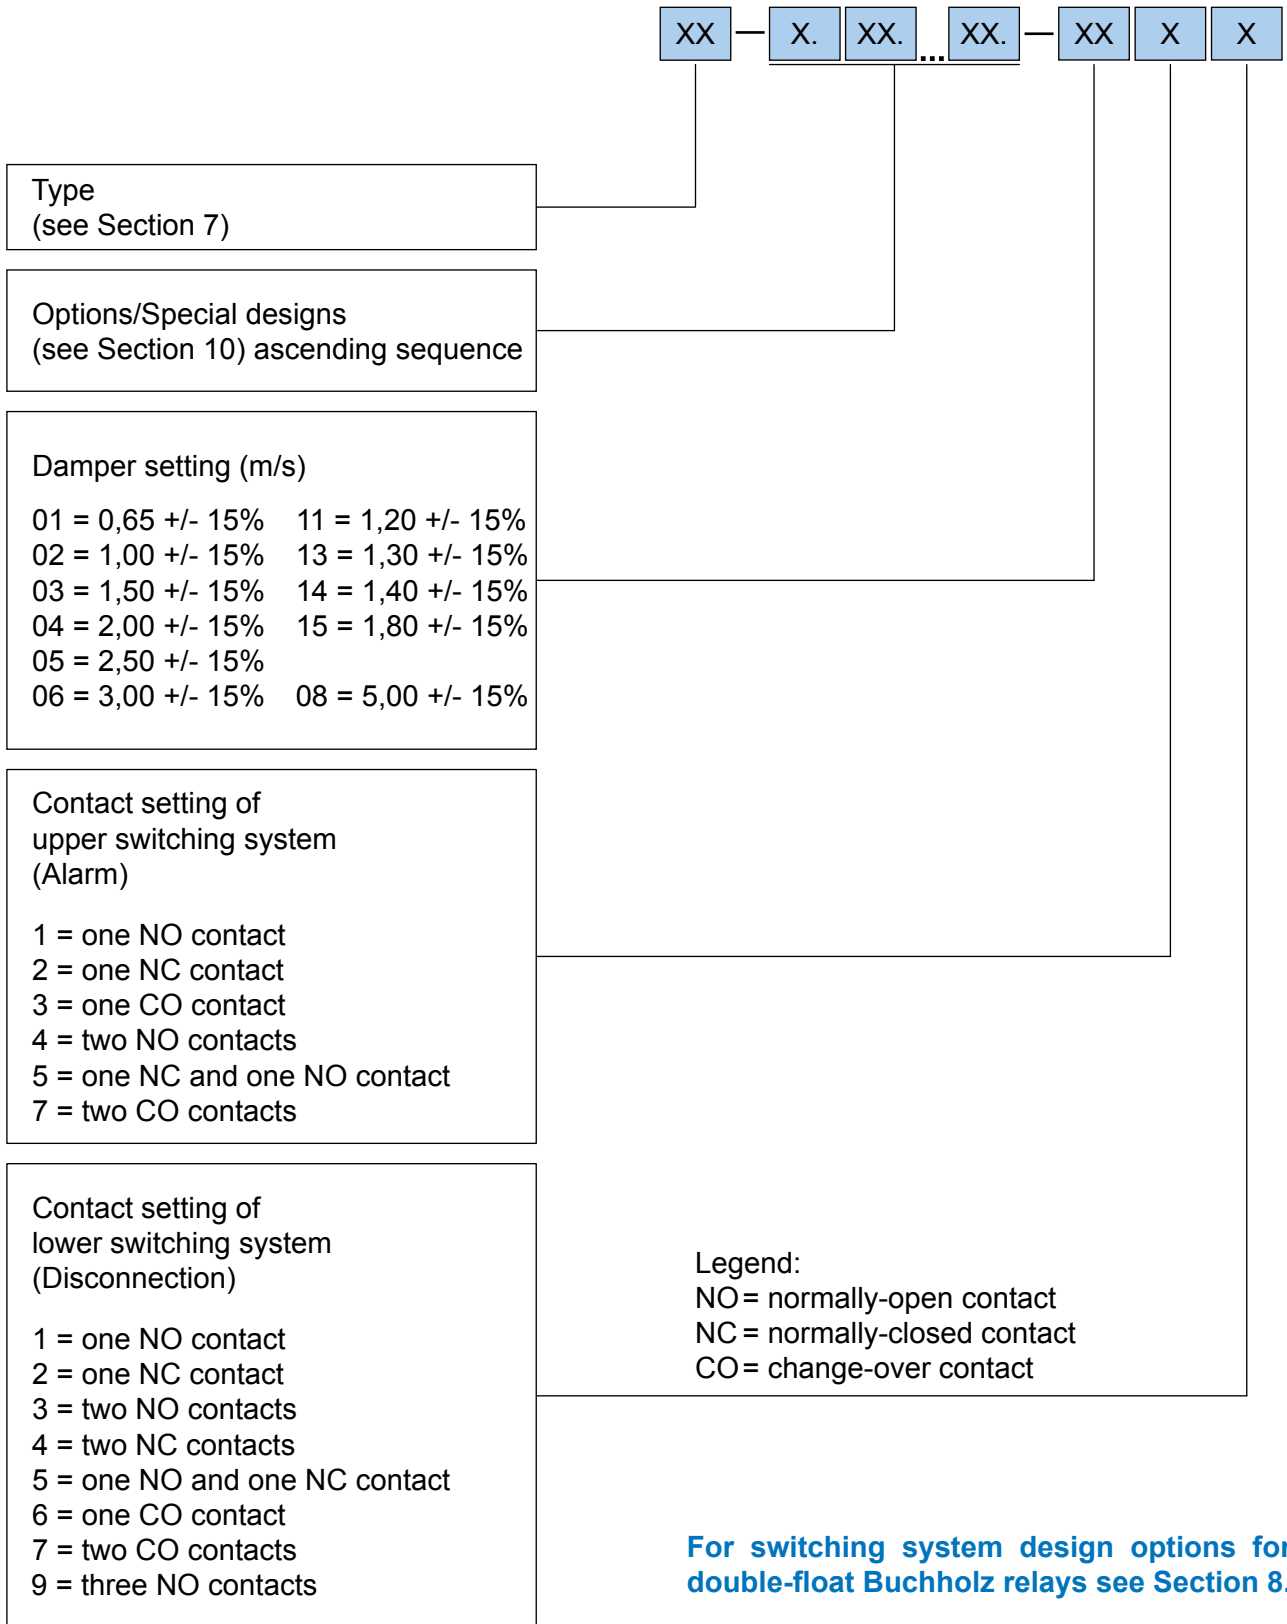 XX — X. XX. ... XX. — XX X X
Type
(see Section 7)
Options/Special designs
(see Section 10) ascending sequence
Damper setting (m/s)
01 = 0,65 +/- 15% 11 = 1,20 +/- 15%
02 = 1,00 +/- 15% 13 = 1,30 +/- 15%
03 = 1,50 +/- 15% 14 = 1,40 +/- 15%
04 = 2,00 +/- 15% 15 = 1,80 +/- 15%
05 = 2,50 +/- 15%
06 = 3,00 +/- 15% 08 = 5,00 +/- 15%
Contact setting of
upper switching system
(Alarm)
1 = one NO contact
2 = one NC contact
3 = one CO contact
4 = two NO contacts
5 = one NC and one NO contact
7 = two CO contacts
Contact setting of
lower switching system
(Disconnection)
1 = one NO contact
2 = one NC contact
3 = two NO contacts
4 = two NC contacts
5 = one NO and one NC contact
6 = one CO contact
7 = two CO contacts
9 = three NO contacts
Legend:
NO = normally-open contact
NC = normally-closed contact
CO = change-over contact
For switching system design options for
double-float Buchholz relays see Section 8.